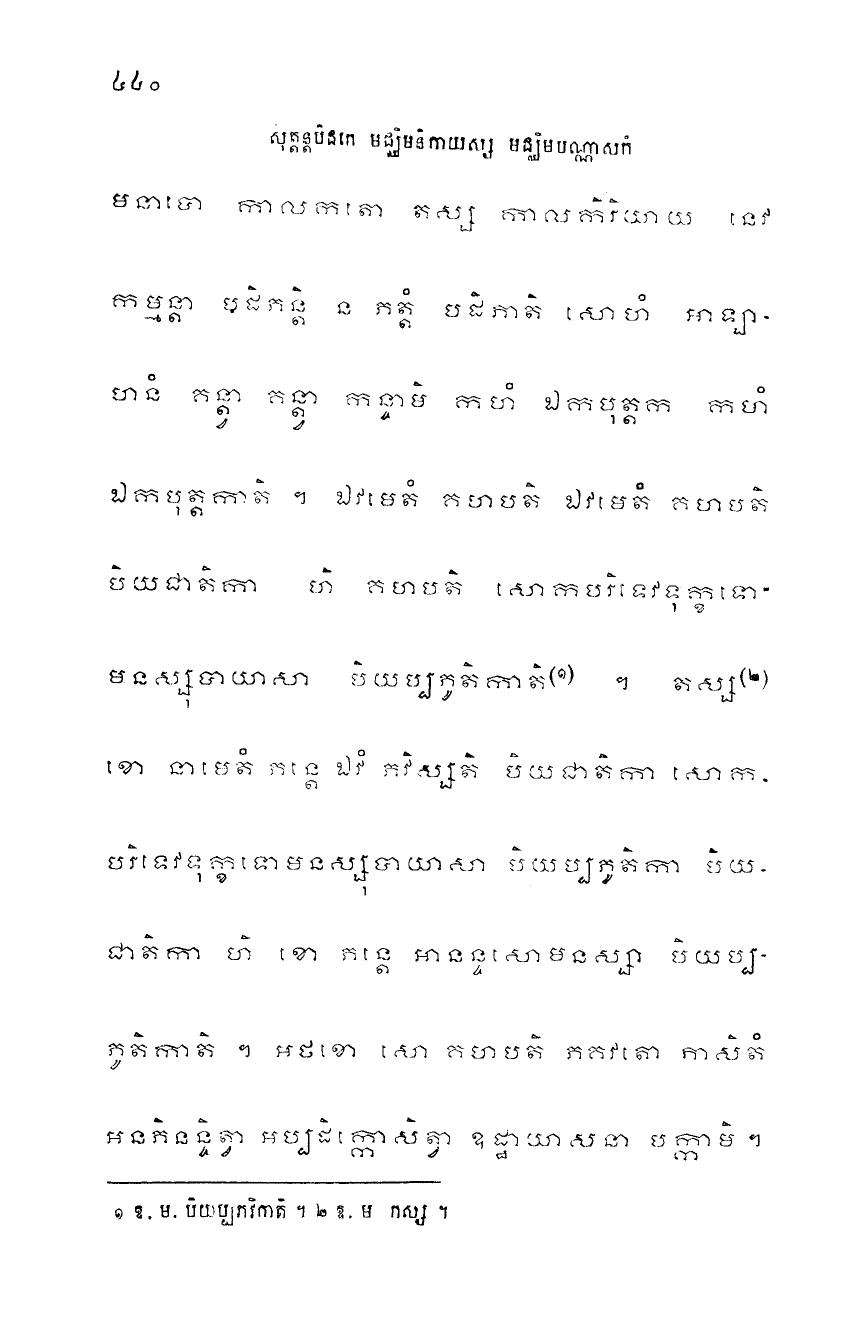 ៤៤០
សុត្តន្តបិដកេ មជ្ឈិមនិកាយស្ស មជ្ឈិមបណ្ណាសកំ
មនាបោ កាលកតោ តស្ស កាលកិរិយាយ នេវ
កម្មន្តា បដិភន្តិ ន ភត្តំ បដិភាតិ សោហំ អាឡា-
ហនំ គន្ត្វា គន្ត្វា កន្ទាមិ កហំ ឯកបុត្តក កហំ
ឯកបុត្តកាតិ ។ ឯវមេតំ គហបតិ ឯវមេតំ គហបតិ
បិយជាតិកា ហិ គហបតិ សោកបរិទេវទុក្ខទោ-
មនស្សុបាយាសា បិយប្បភូតិកាតិ(១) ។ តស្ស(២)
ខោ នាមេតំ ភន្តេ ឯវំ ភវិស្សតិ បិយជាតិកា សោក-
បរិទេវទុក្ខទោមនស្សុបាយាសា បិយប្បភូតិកា បិយ-
ជាតិកា ហិ ខោ ភន្តេ អានន្ទសោមនស្សា បិយប្ប-
ភូតិកាតិ ។ អថខោ សោ គហបតិ ភគវតោ ភាសិតំ
អនភិនន្ទិត្វា អប្បដិក្កោសិត្វា ឧដ្ឋាយាសនា បក្កាមិ ។
១ ឱ. ម. បិយប្បភវិកាតិ ។ ២ ឱ. ម កស្ស ។